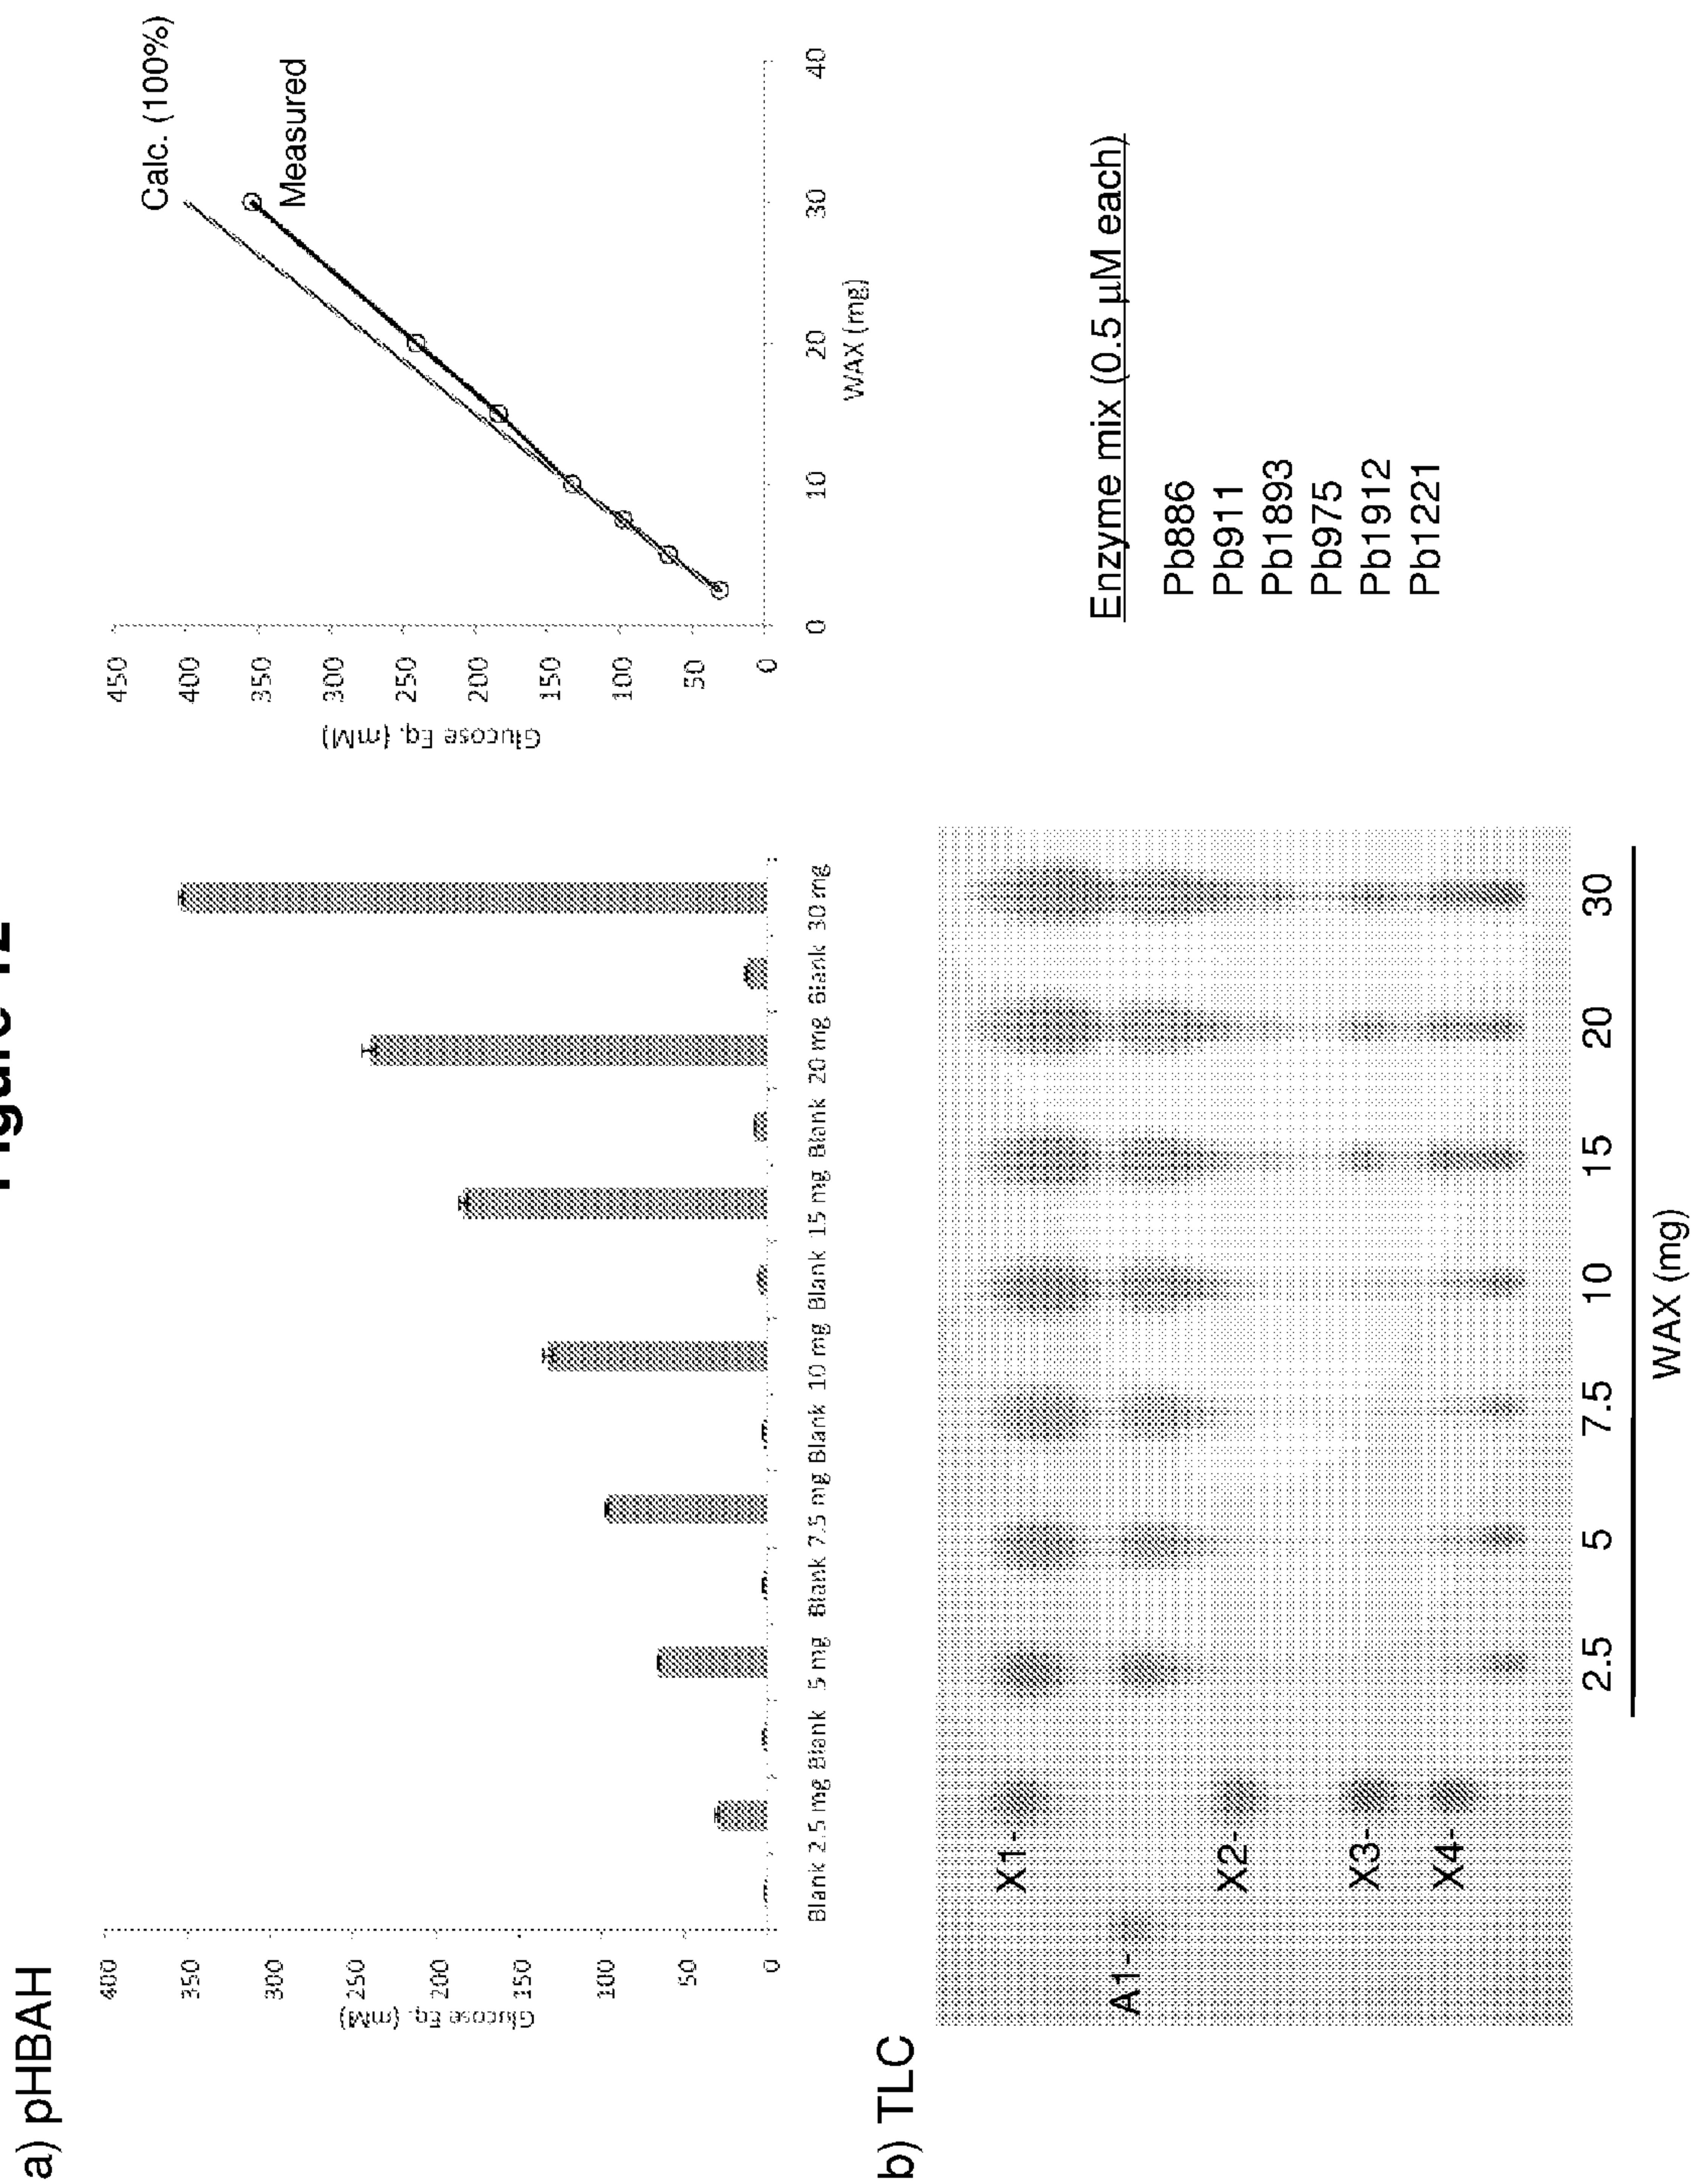 Figure 12
a) pHBAH
Glucose Eq. (mM)
400
350
300
250
200
150
100
50
0
Blank 2.5 mg Blank 5 mg Blank 7.5 mg Blank 10 mg Blank 15 mg Blank 20 mg Blank 30 mg
Glucose Eq. (mM)
450
400
350
300
250
200
150
100
50
0
0 10 20 30 40
WAX (mg)
Calc. (100%)
Measured
b) TLC
A1-
X1-
X2-
X3-
X4-
2.5 5 7.5 10 15 20 30
WAX (mg)
Enzyme mix (0.5 µM each)
Pb886
Pb911
Pb1893
Pb975
Pb1912
Pb1221